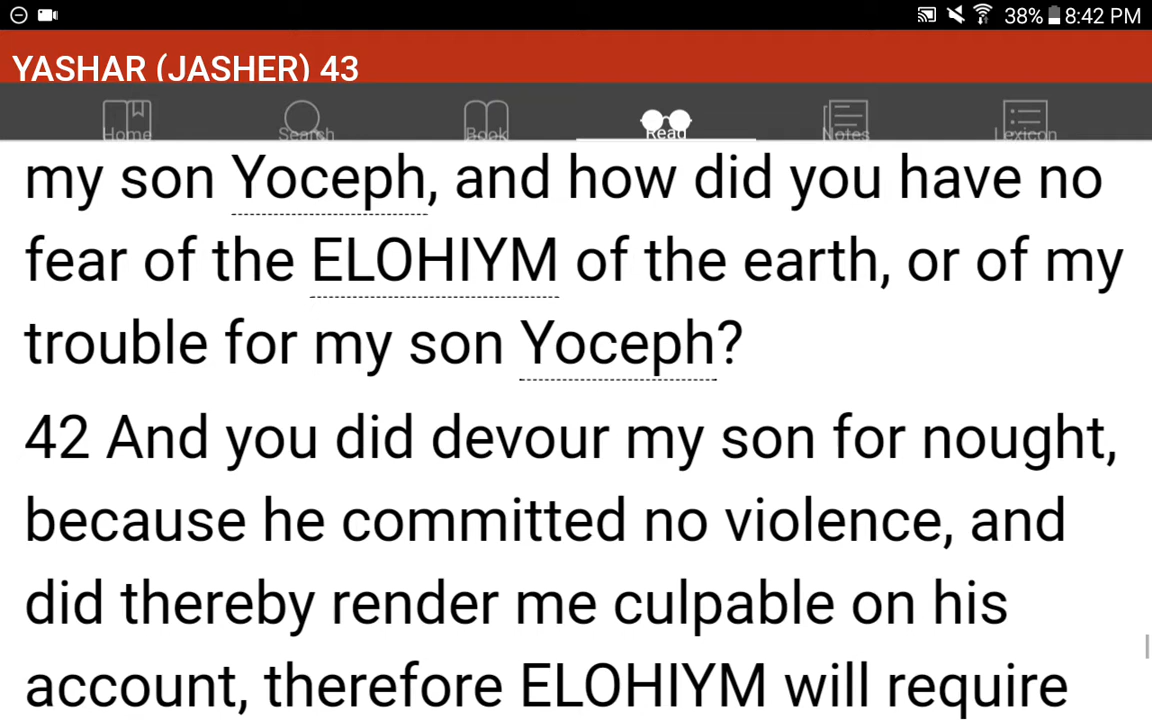 38% 8:42 PM
YASHAR (JASHER) 43
Home Search Book Read Notes Lexicon
my son Yoceph, and how did you have no
fear of the ELOHIYM of the earth, or of my
trouble for my son Yoceph?
42 And you did devour my son for nought,
because he committed no violence, and
did thereby render me culpable on his
account, therefore ELOHIYM will require